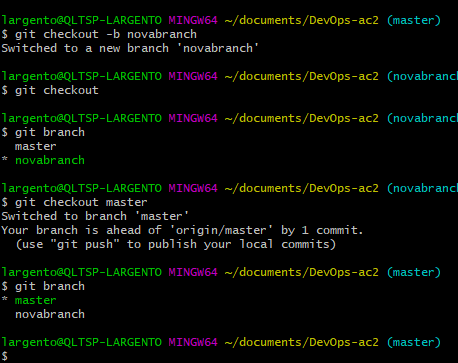 largento@QLTSP-LARGENTO MINGW64 ~/documents/DevOps-ac2 (master)
$ git checkout -b novabranch
Switched to a new branch 'novabranch'
largento@QLTSP-LARGENTO MINGW64 ~/documents/DevOps-ac2 (novabranc
$ git checkout
largento@QLTSP-LARGENTO MINGW64 ~/documents/DevOps-ac2 (novabranc
$ git branch
  master
* novabranch
largento@QLTSP-LARGENTO MINGW64 ~/documents/DevOps-ac2 (novabranc
$ git checkout master
Switched to branch 'master'
Your branch is ahead of 'origin/master' by 1 commit.
  (use "git push" to publish your local commits)
largento@QLTSP-LARGENTO MINGW64 ~/documents/DevOps-ac2 (master)
$ git branch
* master
  novabranch
largento@QLTSP-LARGENTO MINGW64 ~/documents/DevOps-ac2 (master)
$